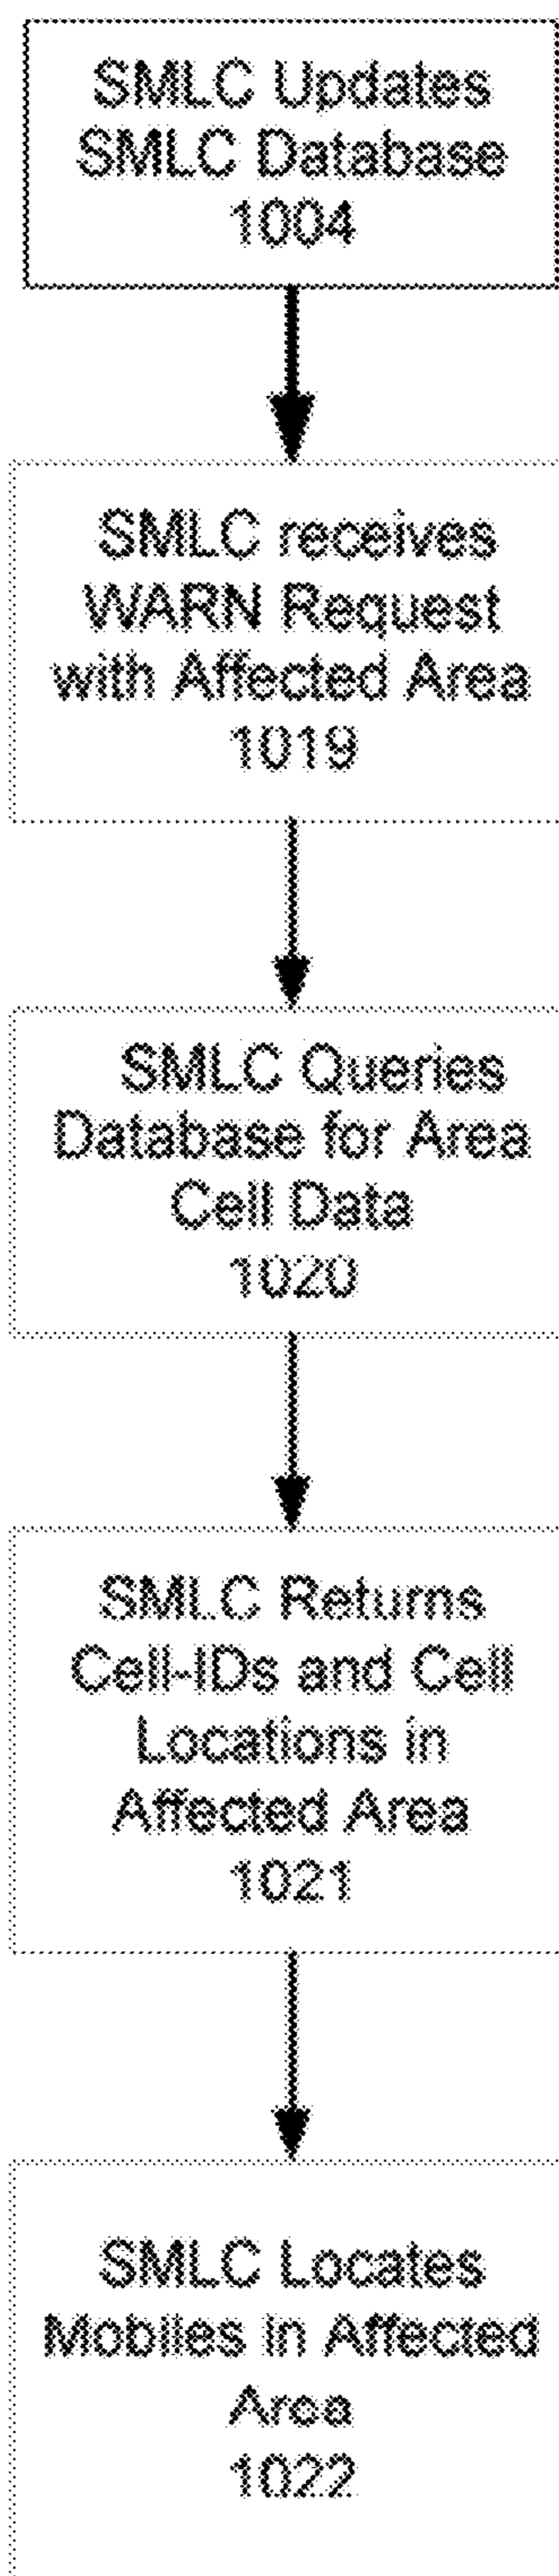 SMLC Updates
SMLC Database
1004
SMLC receives
WARN Request
with Affected Area
1019
SMLC Queries
Database for Area
Cell Data
1020
SMLC Returns
Cell-IDs and Cell
Locations in
Affected Area
1021
SMLC Locates
Mobiles in Affected
Area
1022